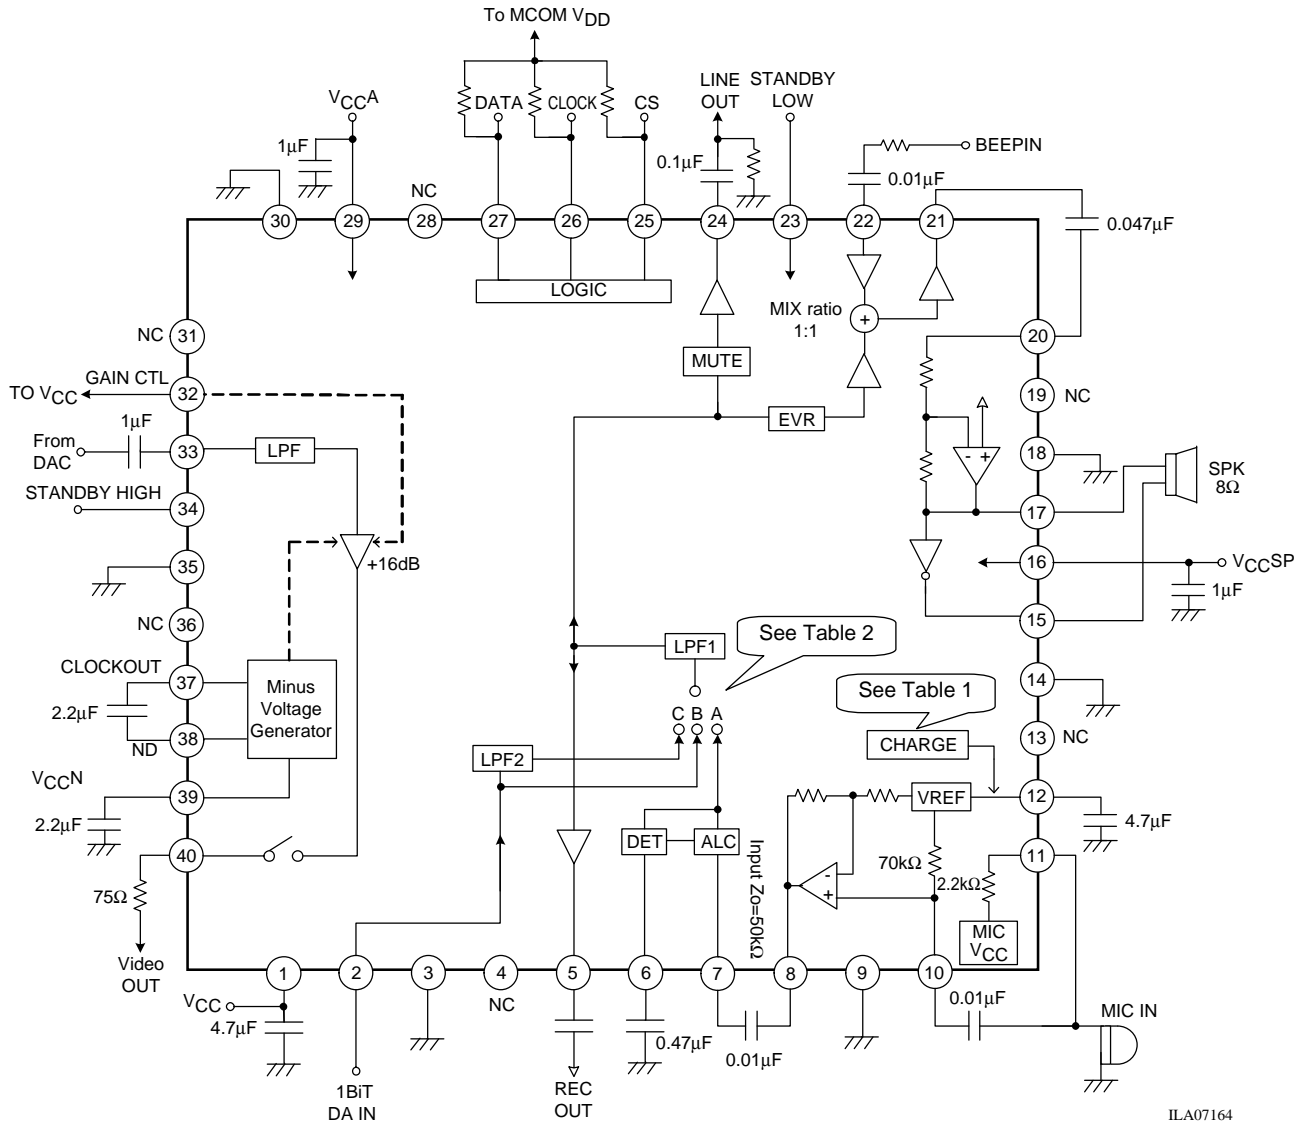 To MCOM VDD
VCCA
1μF
NC
DATA
CLOCK
CS
LINE
OUT
0.1μF
STANDBY
LOW
BEEPIN
0.01μF
0.047μF
30
29
28
27
26
25
24
23
22
21
LOGIC
MIX ratio
1:1
+
MUTE
EVR
NC
31
GAIN CTL
TO VCC
32
1μF
From
DAC
33
LPF
STANDBY HIGH
34
+16dB
35
NC
36
CLOCKOUT
37
2.2μF
Minus
Voltage
Generator
ND
38
VCCN
39
2.2μF
40
75Ω
Video
OUT
20
19
NC
18
- +
SPK
8Ω
17
16
VCCSP
1μF
15
14
13
NC
12
4.7μF
11
See Table 2
LPF1
See Table 1
C B A
CHARGE
LPF2
VREF
DET
ALC
Input Zo=50kΩ
-
+
70kΩ
2.2kΩ
MIC
VCC
1
2
3
4
5
6
7
8
9
10
VCC
4.7μF
NC
0.47μF
0.01μF
0.01μF
MIC IN
1BiT
DA IN
REC
OUT
ILA07164